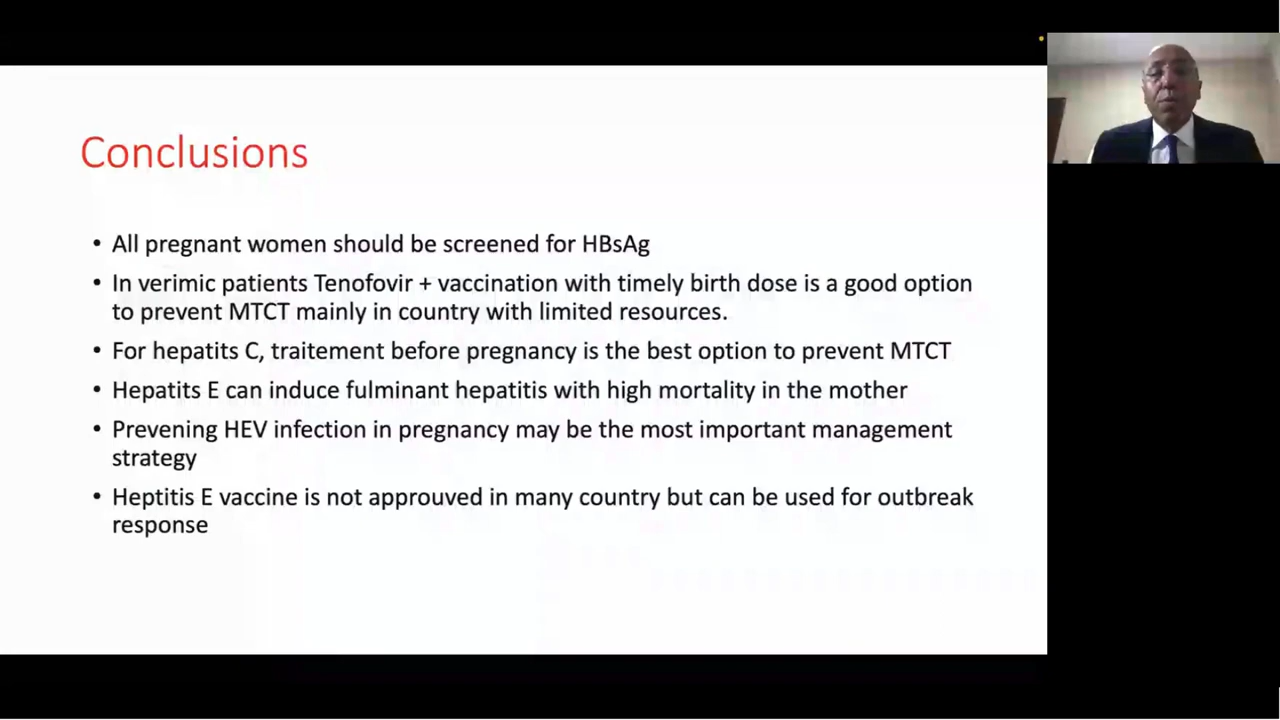 Conclusions
• All pregnant women should be screened for HBsAg
• In verimic patients Tenofovir + vaccination with timely birth dose is a good option
to prevent MTCT mainly in country with limited resources.
• For hepatits C, traitement before pregnancy is the best option to prevent MTCT
• Hepatits E can induce fulminant hepatitis with high mortality in the mother
• Prevening HEV infection in pregnancy may be the most important management
strategy
• Heptitis E vaccine is not approuved in many country but can be used for outbreak
response